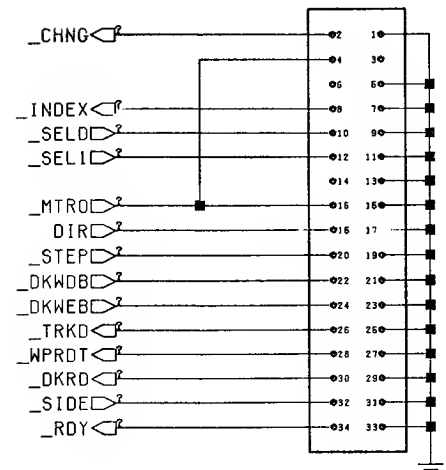 _CHNG 2 1
4 3
6 5
_INDEX 8 7
_SEL0 10 9
_SEL1 12 11
14 13
_MTR0 16 15
DIR 18 17
_STEP 20 19
_DKWDB 22 21
_DKWEB 24 23
_TRK0 26 25
_WPROT 28 27
_DKRD 30 29
_SIDE 32 31
_RDY 34 33